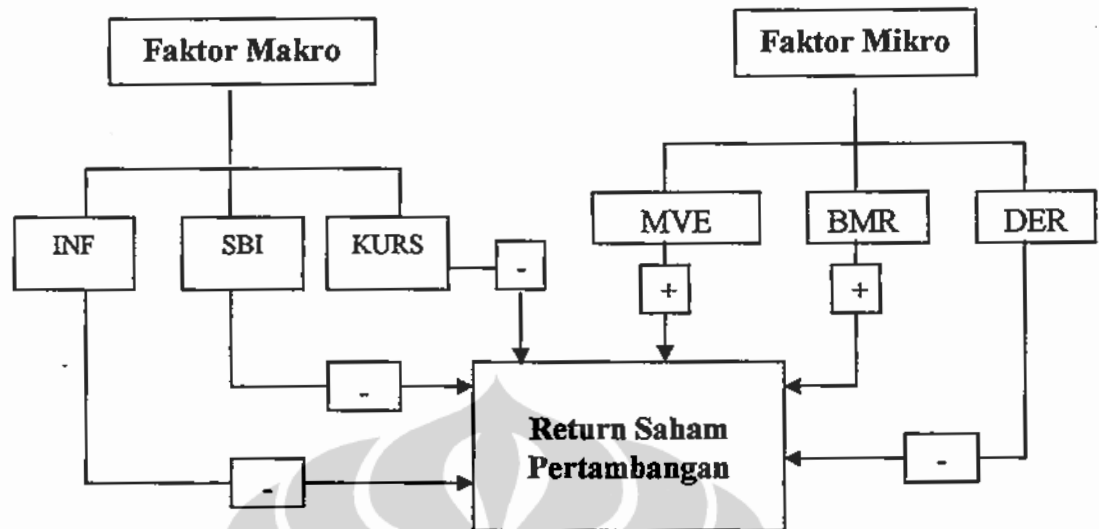 Faktor Makro
Faktor Mikro
INF
SBI
KURS
MVE
BMR
DER
-
+
+
-
-
-
Return Saham
Pertambangan